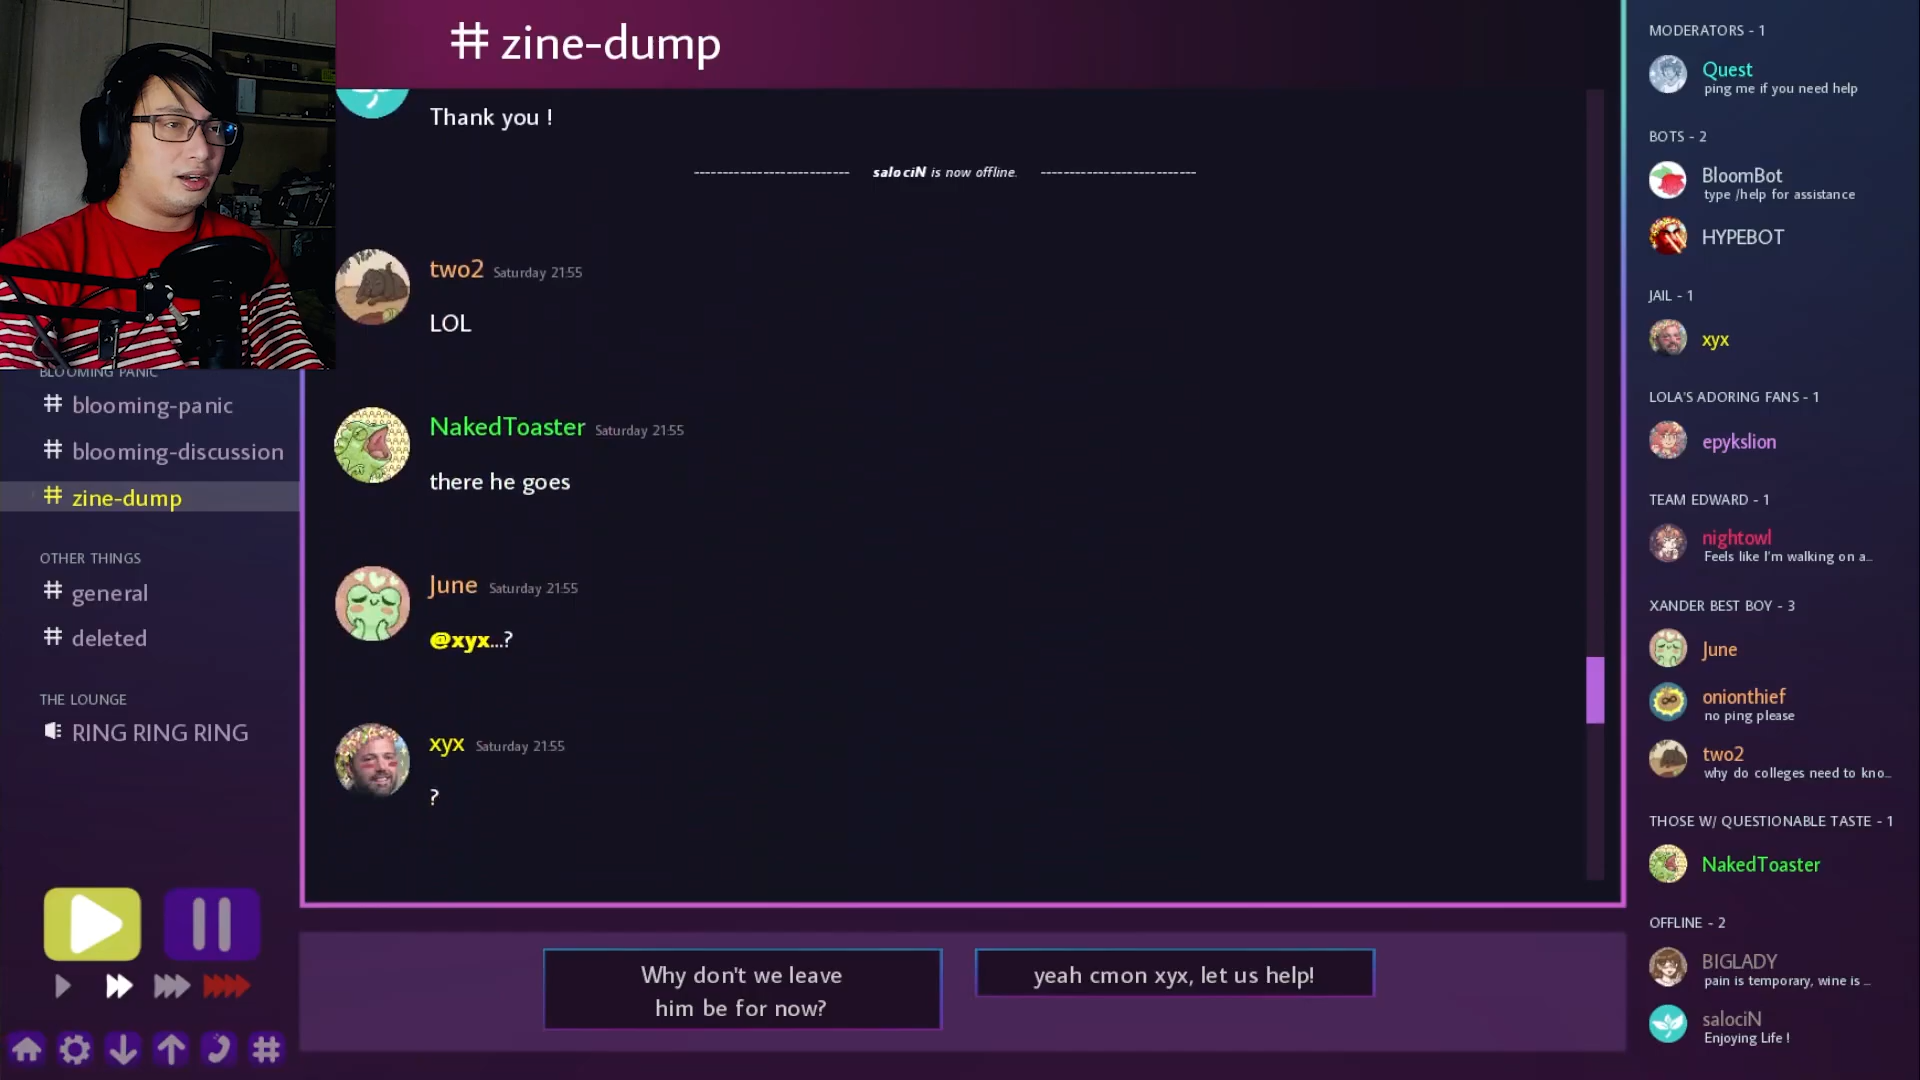 # zine-dump
Thank you !
salociN is now offline.
two2 Saturday 21:55
LOL
NakedToaster Saturday 21:55
there he goes
June Saturday 21:55
@xyx...?
xyx Saturday 21:55
?
Why don't we leave
him be for now?
yeah cmon xyx, let us help!
BLOOMING PANIC
# blooming-panic
# blooming-discussion
# zine-dump
OTHER THINGS
# general
# deleted
THE LOUNGE
RING RING RING
MODERATORS - 1
Quest
ping me if you need help
BOTS - 2
BloomBot
type /help for assistance
HYPEBOT
JAIL - 1
xyx
LOLA'S ADORING FANS - 1
epykslion
TEAM EDWARD - 1
nightowl
Feels like I'm walking on a...
XANDER BEST BOY - 3
June
onionthief
no ping please
two2
why do colleges need to kno...
THOSE W/ QUESTIONABLE TASTE - 1
NakedToaster
OFFLINE - 2
BIGLADY
pain is temporary, wine is ...
salociN
Enjoying Life !